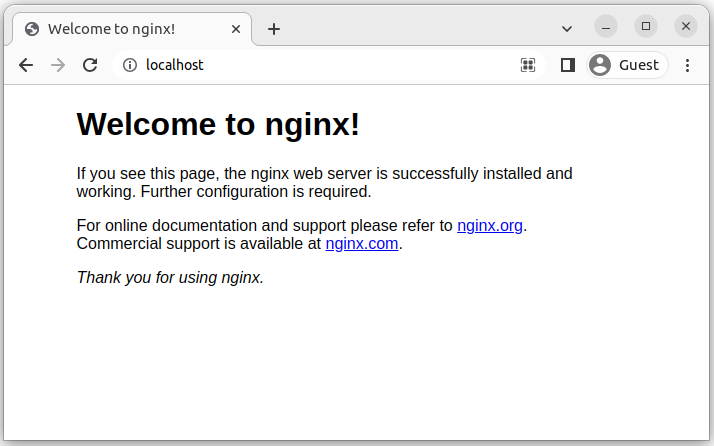 Welcome to nginx!
localhost
Guest
Welcome to nginx!
If you see this page, the nginx web server is successfully installed and
working. Further configuration is required.
For online documentation and support please refer to nginx.org.
Commercial support is available at nginx.com.
Thank you for using nginx.